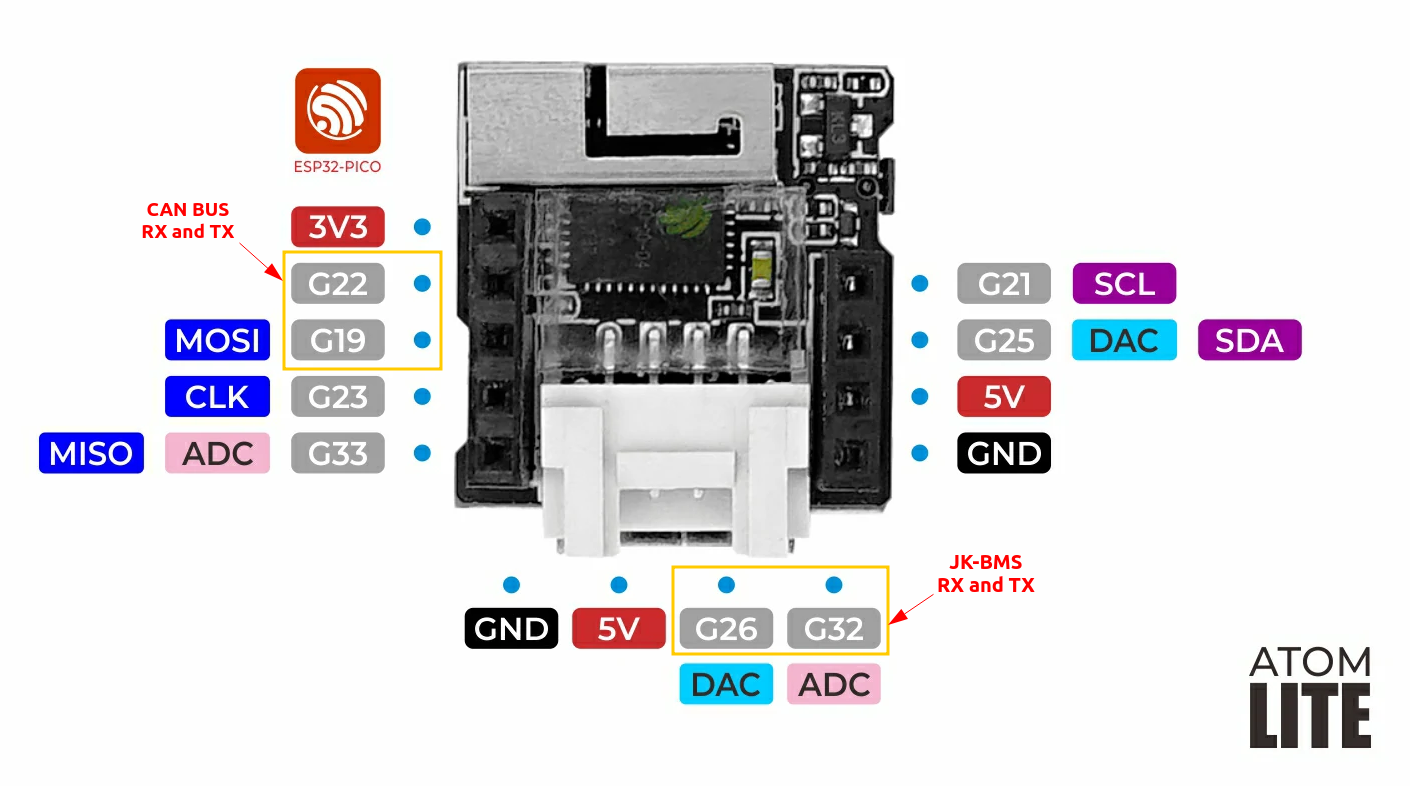 ESP32-PICO
CAN BUS
RX and TX
3V3
G22
G21 SCL
MOSI G19
G25 DAC SDA
CLK G23
5V
MISO ADC G33
GND
JK-BMS
RX and TX
GND 5V G26 G32
DAC ADC
ATOM
LITE
KL3